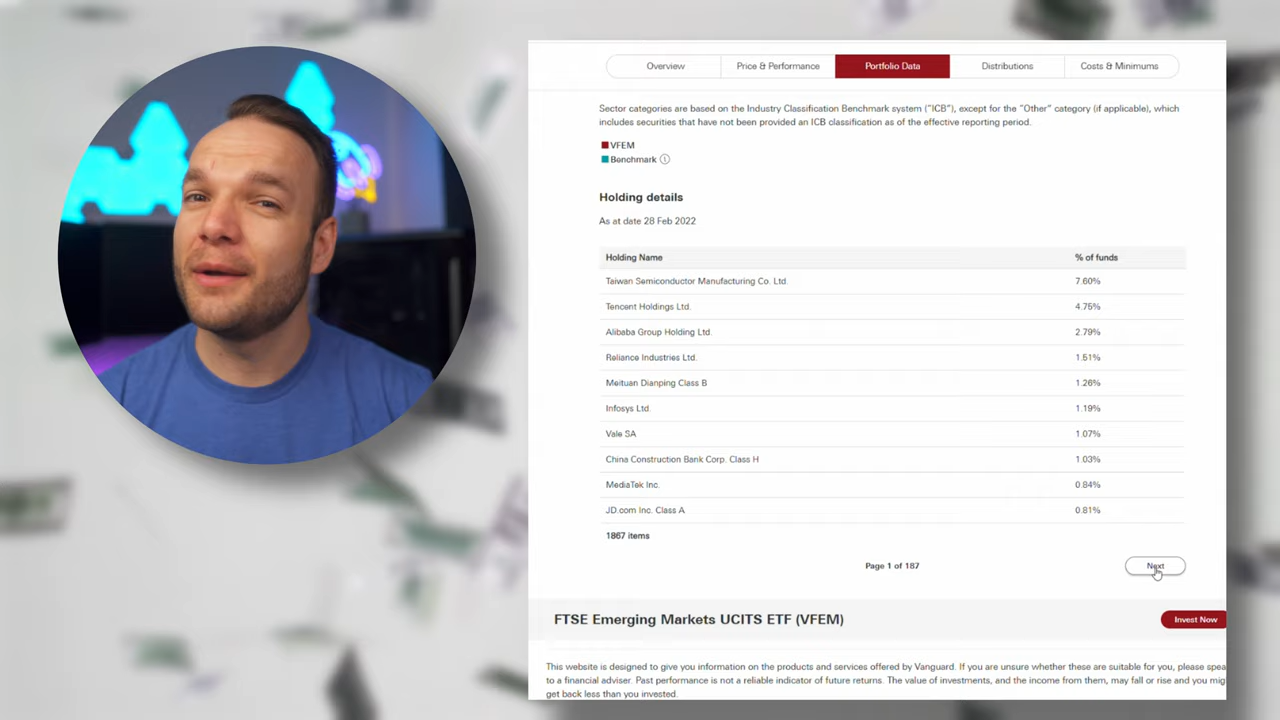 Overview Price & Performance Portfolio Data Distributions Costs & Minimums
Sector categories are based on the Industry Classification Benchmark system ("ICB"), except for the "Other" category (if applicable), which
includes securities that have not been provided an ICB classification as of the effective reporting period.
VFEM
Benchmark
Holding details
As at date 28 Feb 2022
Holding Name % of funds
Taiwan Semiconductor Manufacturing Co. Ltd. 7.60%
Tencent Holdings Ltd. 4.75%
Alibaba Group Holding Ltd. 2.79%
Reliance Industries Ltd. 1.51%
Meituan Dianping Class B 1.26%
Infosys Ltd. 1.19%
Vale SA 1.07%
China Construction Bank Corp. Class H 1.03%
MediaTek Inc. 0.84%
JD.com Inc. Class A 0.81%
1867 items
Page 1 of 187 Next
FTSE Emerging Markets UCITS ETF (VFEM) Invest Now
This website is designed to give you information on the products and services offered by Vanguard. If you are unsure whether these are suitable for you, please spea
to a financial adviser. Past performance is not a reliable indicator of future returns. The value of investments, and the income from them, may fall or rise and you mig
get back less than you invested.